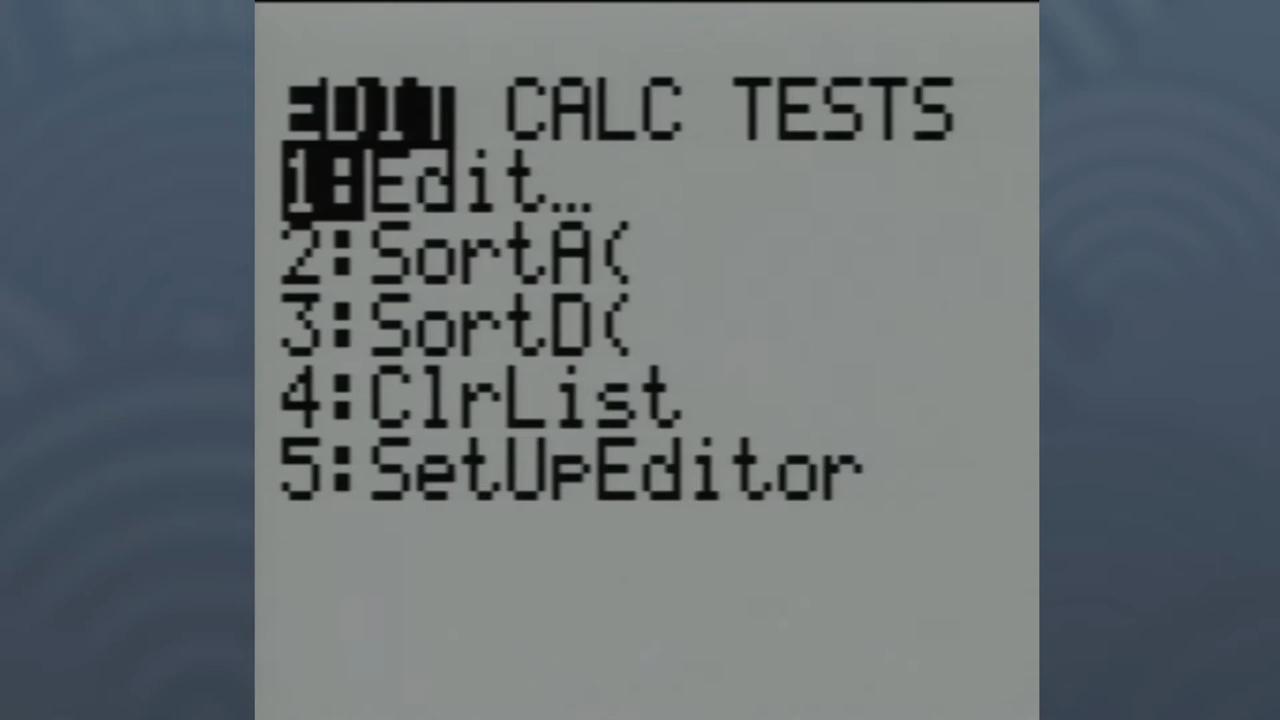 EDIT CALC TESTS
1:Edit…
2:SortA(
3:SortD(
4:ClrList
5:SetUpEditor